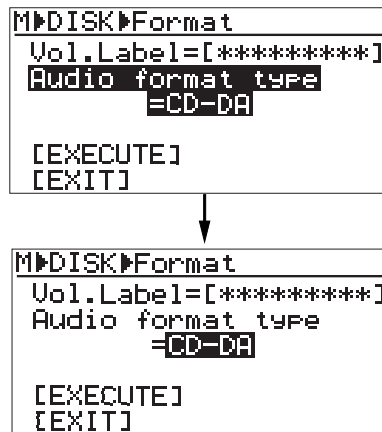 M▶DISK▶Format
Vol.Label=[*********]
Audio format type
=CD-DA
[EXECUTE]
[EXIT]
M▶DISK▶Format
Vol.Label=[*********]
Audio format type
=CD-DA
[EXECUTE]
[EXIT]